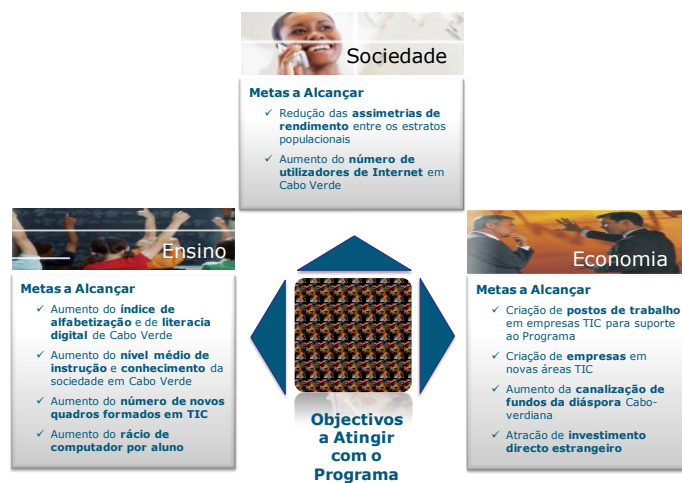 Sociedade
Metas a Alcançar
✓ Redução das assimetrias de
rendimento entre os estratos
populacionais
✓ Aumento do número de
utilizadores de Internet em
Cabo Verde
Ensino
Metas a Alcançar
✓ Aumento do índice de
alfabetização e de literacia
digital de Cabo Verde
✓ Aumento do nível médio de
instrução e conhecimento da
sociedade em Cabo Verde
✓ Aumento do número de novos
quadros formados em TIC
✓ Aumento do rácio de
computador por aluno
Economia
Metas a Alcançar
✓ Criação de postos de trabalho
em empresas TIC para suporte
ao Programa
✓ Criação de empresas em
novas áreas TIC
✓ Aumento da canalização de
fundos da diáspora Cabo-
verdiana
✓ Atracão de investimento
directo estrangeiro
Objectivos
a Atingir
com o
Programa